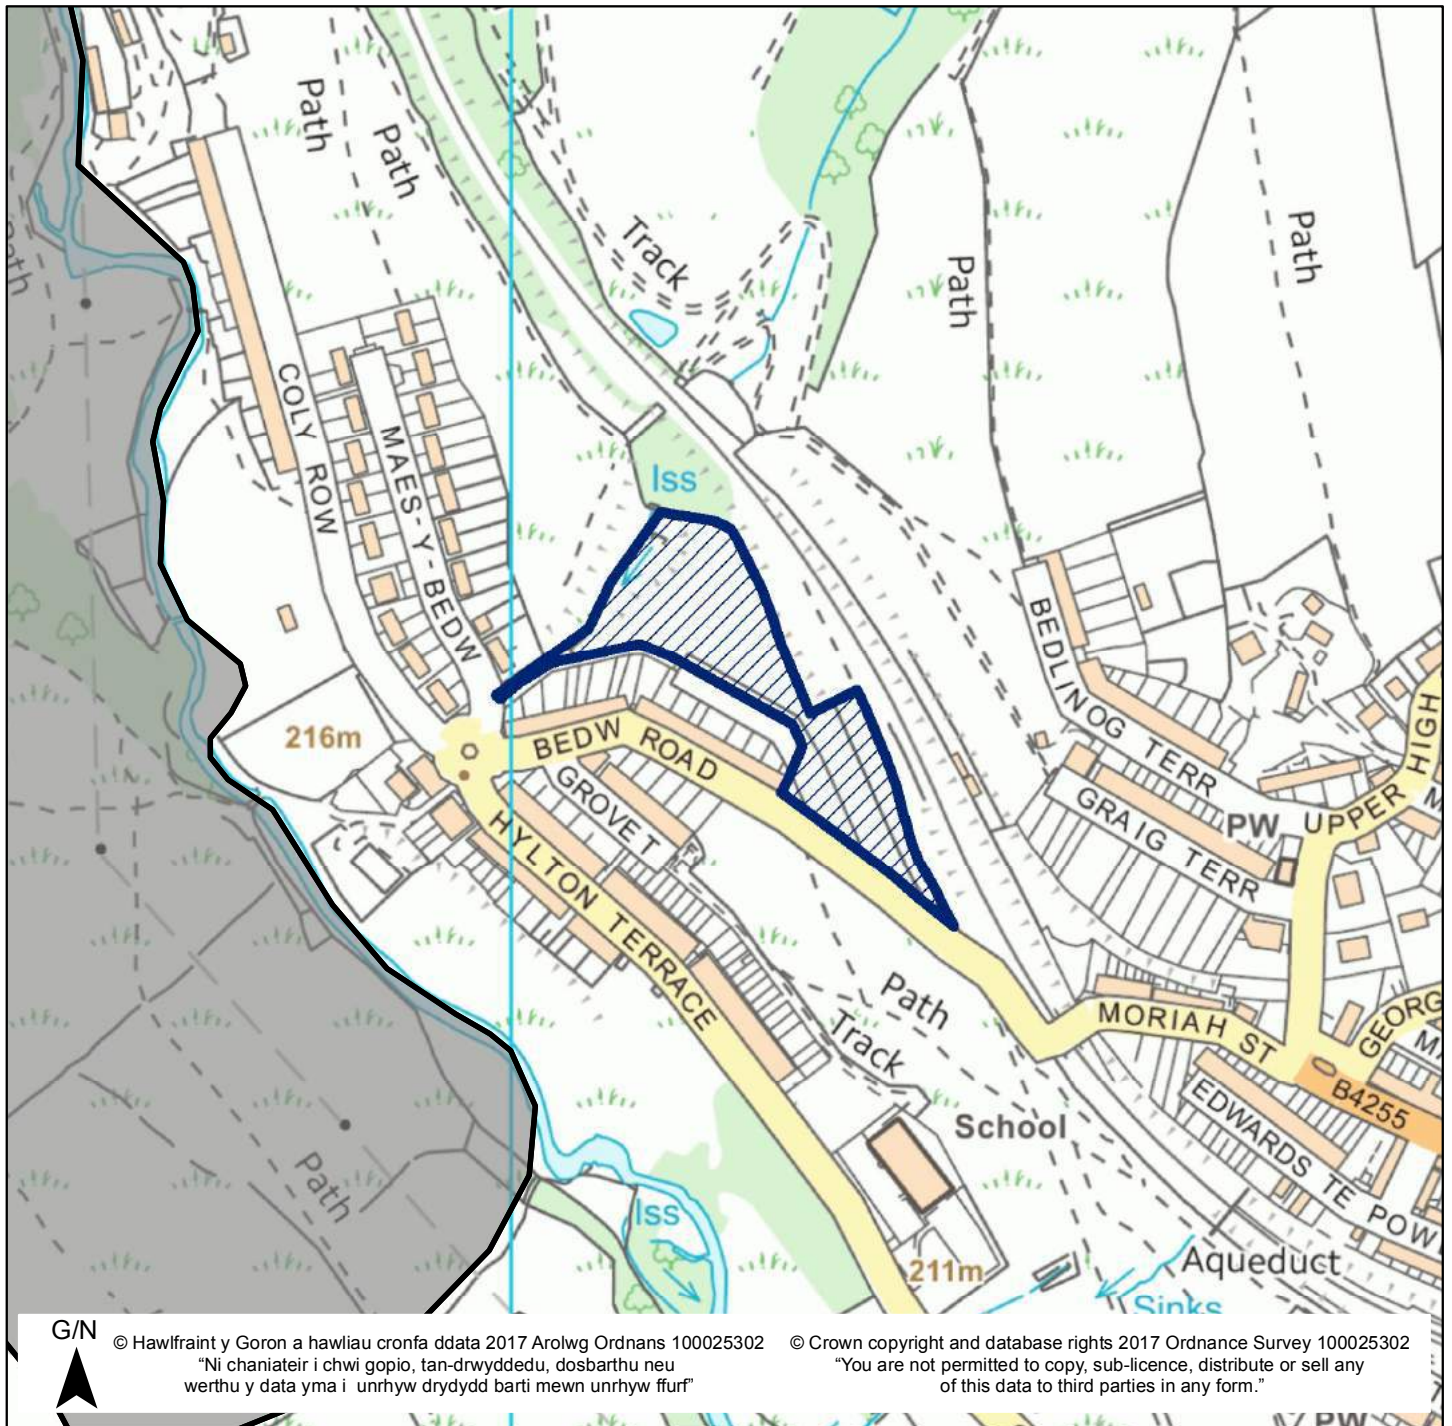 Path
Path
Path
Track
Path
Path
COLY ROW
MAES-Y-BEDW
Iss
BEDLINOG TERR
216m
BEDW ROAD
GROVE T
GRAIG TERR
PW
UPPER HIGH
HYLTON TERRACE
Path
Track
MORIAH ST
GEORG
M
B4255
School
EDWARDS TE
POW
Path
Iss
211m
Aqueduct
Sinks
G/N
© Hawlfraint y Goron a hawliau cronfa ddata 2017 Arolwg Ordnans 100025302
“Ni chaniateir i chwi gopio, tan-drwyddedu, dosbarthu neu
werthu y data yma i unrhyw drydydd barti mewn unrhyw ffurf”
© Crown copyright and database rights 2017 Ordnance Survey 100025302
“You are not permitted to copy, sub-licence, distribute or sell any
of this data to third parties in any form.”
PW